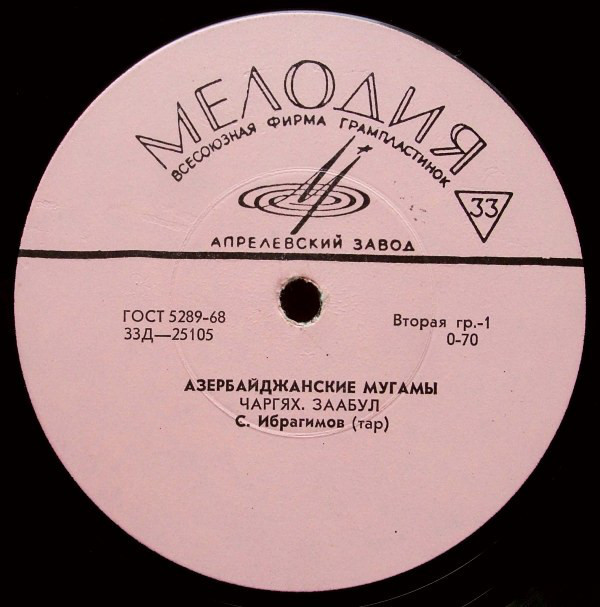 МЕЛОДИЯ
ВСЕСОЮЗНАЯ ФИРМА ГРАМПЛАСТИНОК
33
АПРЕЛЕВСКИЙ ЗАВОД
ГОСТ 5289-68
33Д—25105
Вторая гр.-1
0-70
АЗЕРБАЙДЖАНСКИЕ МУГАМЫ
ЧАРГЯХ. ЗААБУЛ
С. Ибрагимов (тар)